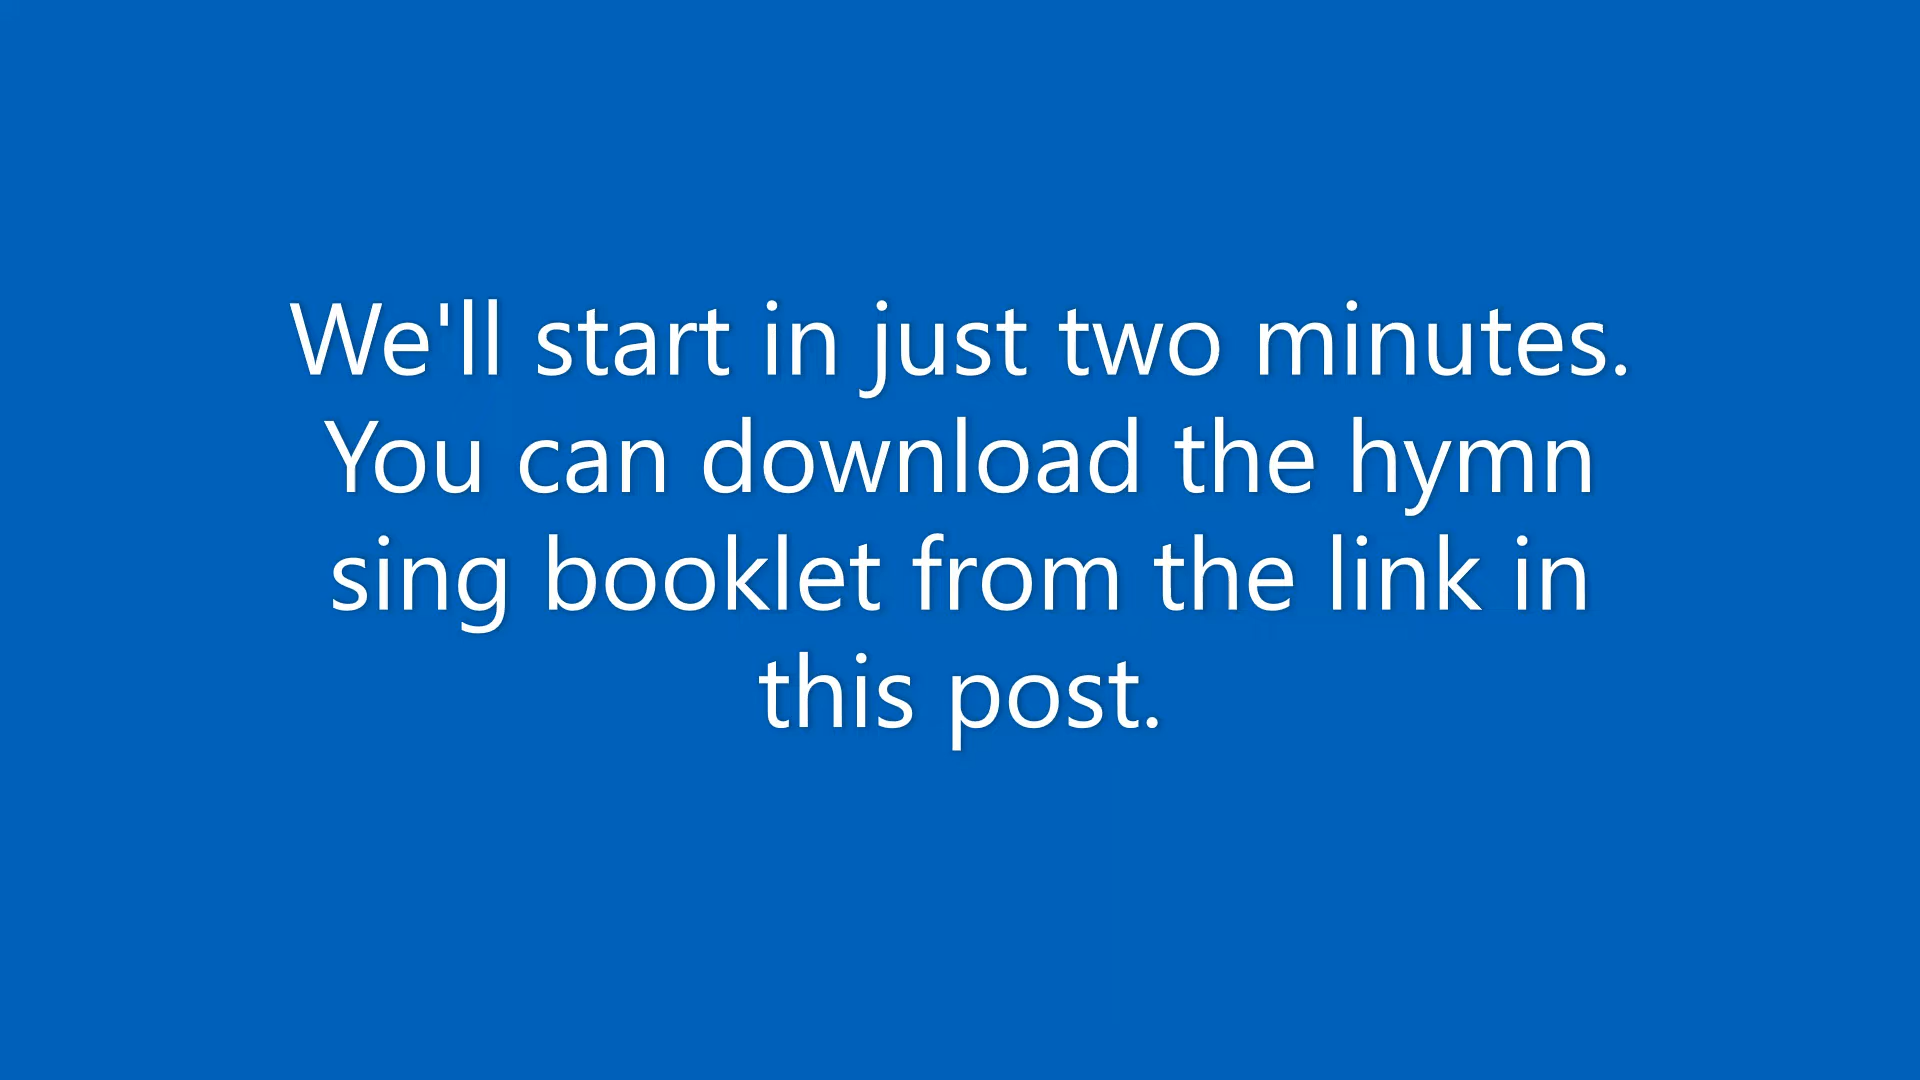 We'll start in just two minutes.
You can download the hymn
sing booklet from the link in
this post.